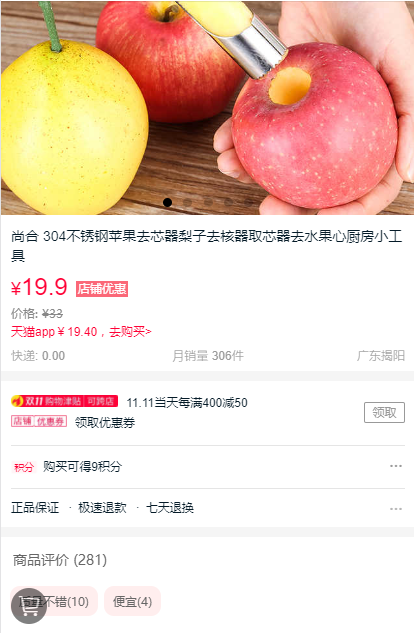 尚合 304不锈钢苹果去芯器梨子去核器取芯器去水果心厨房小工
具
¥19.9 店铺优惠
价格: ¥33
天猫app¥19.40，去购买>
快递: 0.00 月销量 306件 广东揭阳
双11 购物津贴 可跨店 11.11当天每满400减50
领取
店铺 优惠券 领取优惠券
积分 购买可得9积分
正品保证 · 极速退款 · 七天退换
商品评价 (281)
不错(10) 便宜(4)